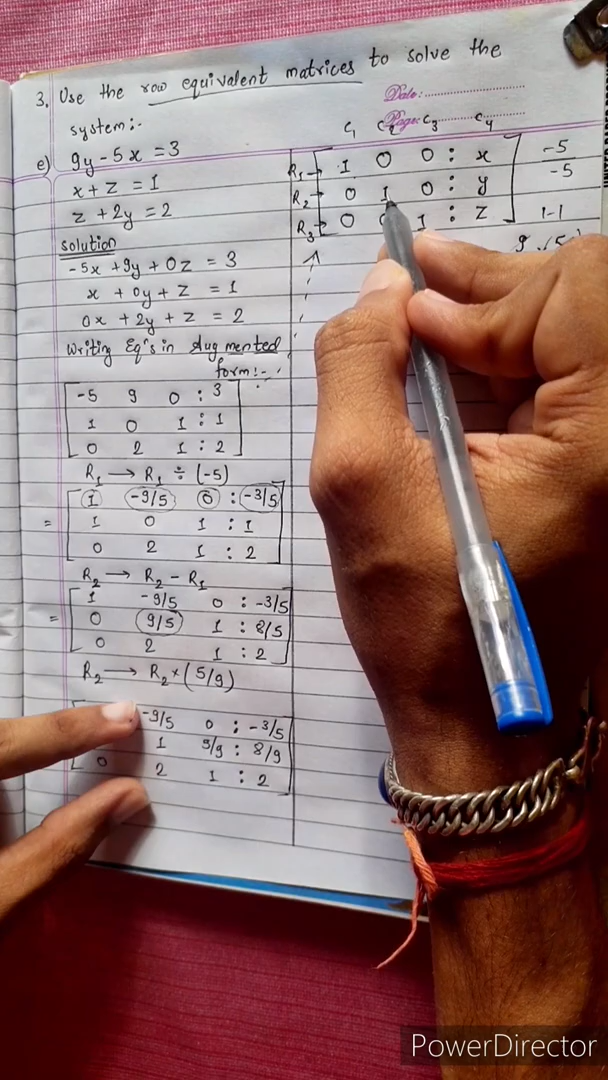 3. Use the row equivalent matrices to solve the
system:-
Date:
Page:
e) 9y - 5x = 3
x + z = 1
z + 2y = 2
solution
-5x + 9y + 0z = 3
x + 0y + z = 1
0x + 2y + z = 2
Writing Eqⁿs in Augmented
form:-
-5 9 0 : 3
1 0 1 : 1
0 2 1 : 2
R₁ → R₁ ÷ (-5)
= 1 -9/5 0 : -3/5
1 0 1 : 1
0 2 1 : 2
R₂ → R₂ - R₁
= 1 -9/5 0 : -3/5
0 9/5 1 : 8/5
0 2 1 : 2
R₂ → R₂ × (5/9)
-9/5 0 : -3/5
1 5/9 : 8/9
0 2 1 : 2
C₁ C₂ C₃ C₄
R₁ → 1 0 0 : x
R₂ → 0 1 0 : y
R₃ → 0 1 : z
-5
-5
1-1
PowerDirector